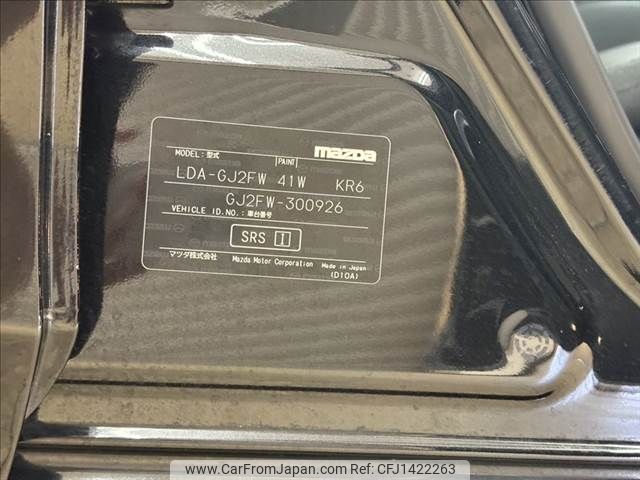 mazda
MODEL: 型式 PAINT
LDA-GJ2FW 41W KR6
GJ2FW-300926
VEHICLE ID.NO.: 車台番号
SRS I
マツダ株式会社 Mazda Motor Corporation Made in Japan
(D10A)
www.CarFromJapan.com - CFJ1422263